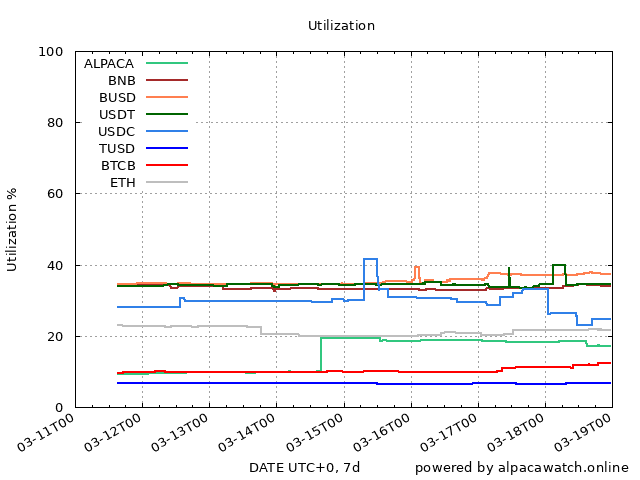 Utilization
ALPACA
BNB
BUSD
USDT
USDC
TUSD
BTCB
ETH
Utilization %
100
80
60
40
20
0
03-11T00 03-12T00 03-13T00 03-14T00 03-15T00 03-16T00 03-17T00 03-18T00 03-19T00
DATE UTC+0, 7d powered by alpacawatch.online